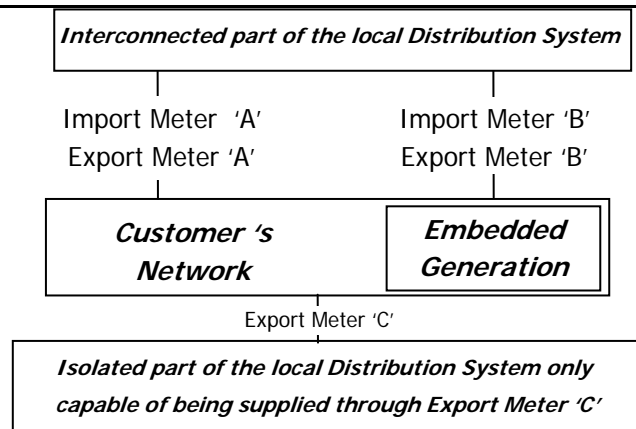 Interconnected part of the local Distribution System
Import Meter 'A' Import Meter 'B'
Export Meter 'A' Export Meter 'B'
Customer 's Embedded
Network Generation
Export Meter 'C'
Isolated part of the local Distribution System only
capable of being supplied through Export Meter 'C'